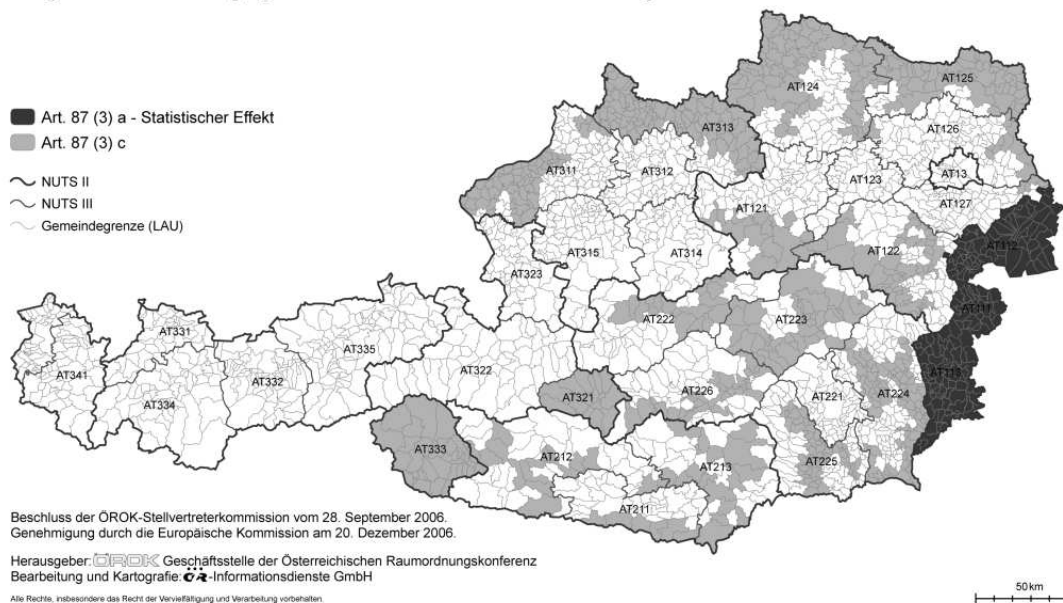 Art. 87 (3) a - Statistischer Effekt
Art. 87 (3) c
NUTS II
NUTS III
Gemeindegrenze (LAU)
AT124
AT125
AT313
AT126
AT311
AT312
AT123
AT13
AT121
AT127
AT112
AT315
AT314
AT122
AT323
AT111
AT331
AT222
AT223
AT335
AT341
AT332
AT322
AT113
AT334
AT321
AT226
AT221
AT224
AT333
AT212
AT213
AT225
AT211
Beschluss der ÖROK-Stellvertreterkommission vom 28. September 2006.
Genehmigung durch die Europäische Kommission am 20. Dezember 2006.
Herausgeber: ÖROK Geschäftsstelle der Österreichischen Raumordnungskonferenz
Bearbeitung und Kartografie: ÖIR-Informationsdienste GmbH
Alle Rechte, insbesondere das Recht der Vervielfältigung und Verarbeitung vorbehalten.
50 km